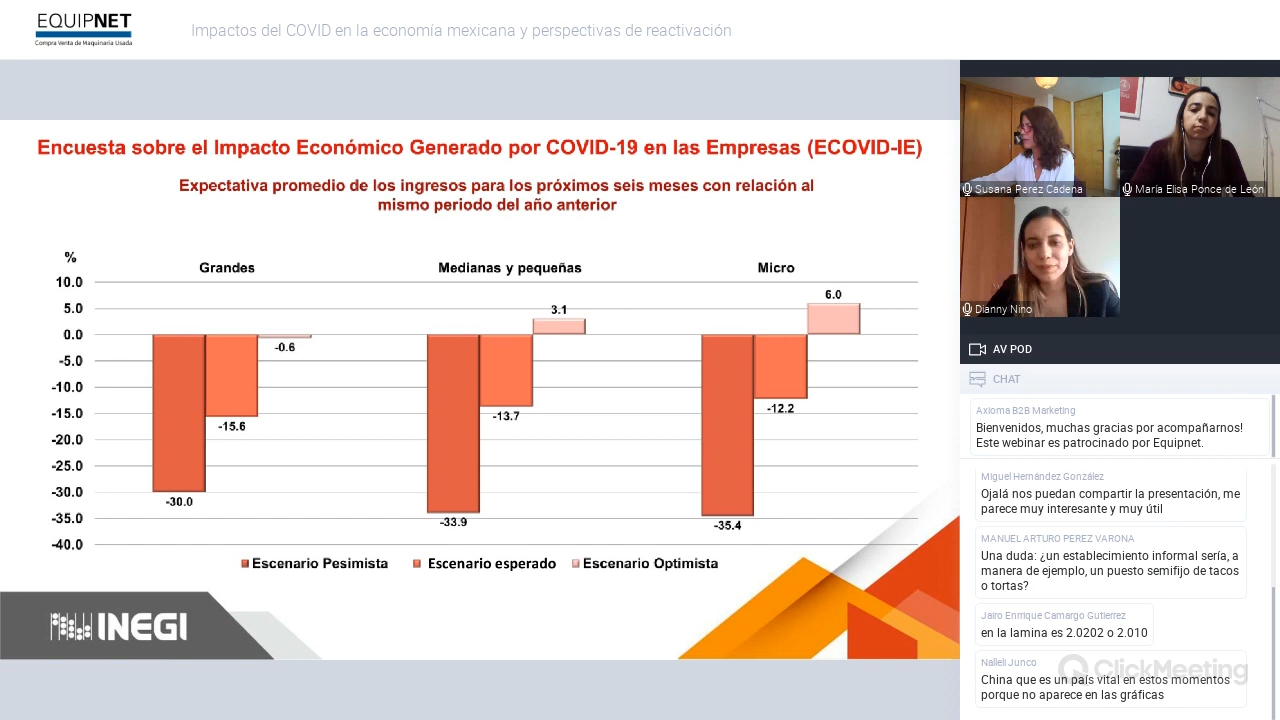 EQUIPNET
Compra Venta de Maquinaria Usada
Impactos del COVID en la economía mexicana y perspectivas de reactivación
Encuesta sobre el Impacto Económico Generado por COVID-19 en las Empresas (ECOVID-IE)
Expectativa promedio de los ingresos para los próximos seis meses con relación al
mismo periodo del año anterior
%
Grandes
Medianas y pequeñas
Micro
10.0
5.0
0.0
-5.0
-10.0
-15.0
-20.0
-25.0
-30.0
-35.0
-40.0
-30.0
-15.6
-0.6
-33.9
-13.7
3.1
-35.4
-12.2
6.0
Escenario Pesimista
Escenario esperado
Escenario Optimista
INEGI
Susana Perez Cadena
María Elisa Ponce de León
Dianny Nino
AV POD
CHAT
Axioma B2B Marketing
Bienvenidos, muchas gracias por acompañarnos!
Este webinar es patrocinado por Equipnet.
Miguel Hernández González
Ojalá nos puedan compartir la presentación, me
parece muy interesante y muy útil
MANUEL ARTURO PEREZ VARONA
Una duda: ¿un establecimiento informal sería, a
manera de ejemplo, un puesto semifijo de tacos
o tortas?
Jairo Enrrique Camargo Gutierrez
en la lamina es 2.0202 o 2.010
Nalleli Junco
China que es un país vital en estos momentos
porque no aparece en las gráficas
ClickMeeting